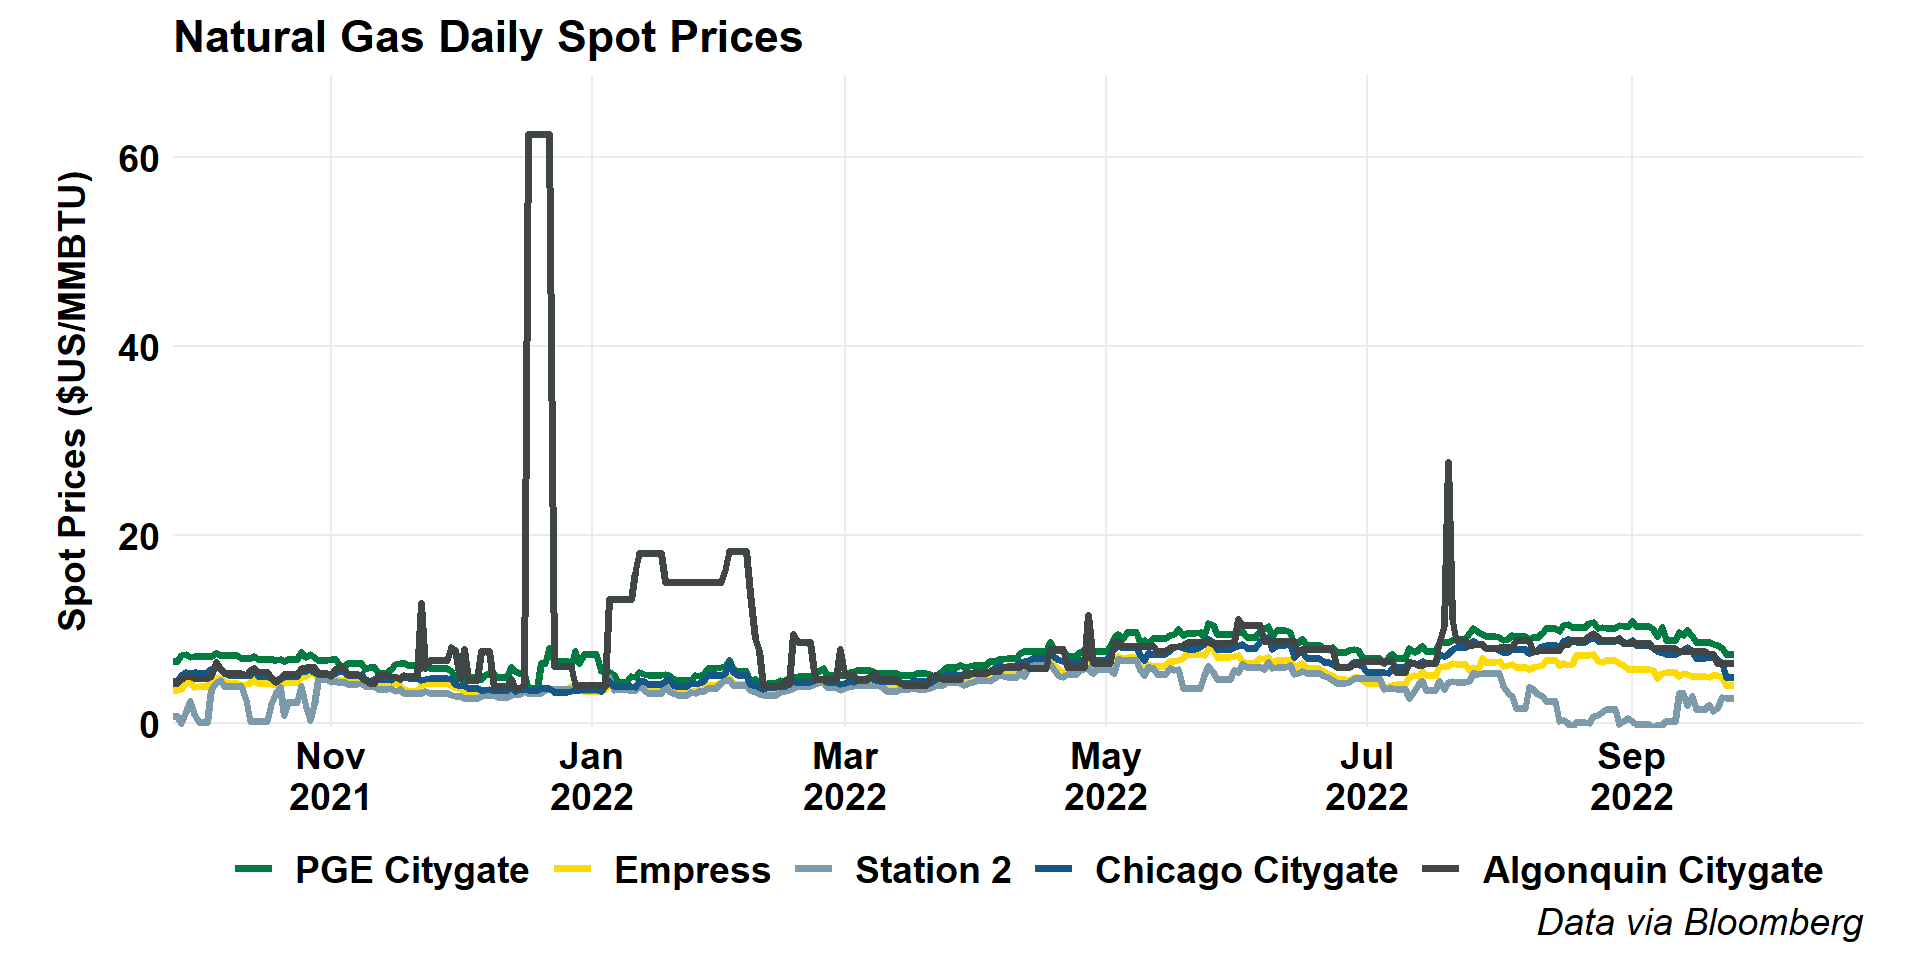 Natural Gas Daily Spot Prices
Spot Prices ($US/MMBTU)
60
40
20
0
Nov 2021
Jan 2022
Mar 2022
May 2022
Jul 2022
Sep 2022
PGE Citygate
Empress
Station 2
Chicago Citygate
Algonquin Citygate
Data via Bloomberg